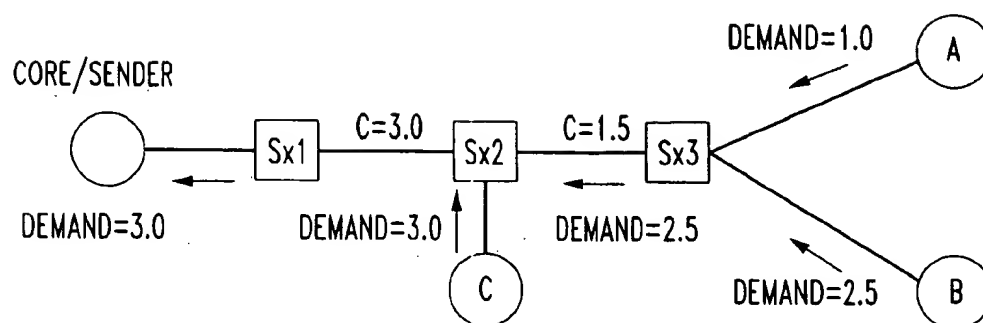 DEMAND=1.0
A
CORE/SENDER
C=3.0
C=1.5
Sx1
Sx2
Sx3
DEMAND=3.0
DEMAND=3.0
DEMAND=2.5
C
DEMAND=2.5
B